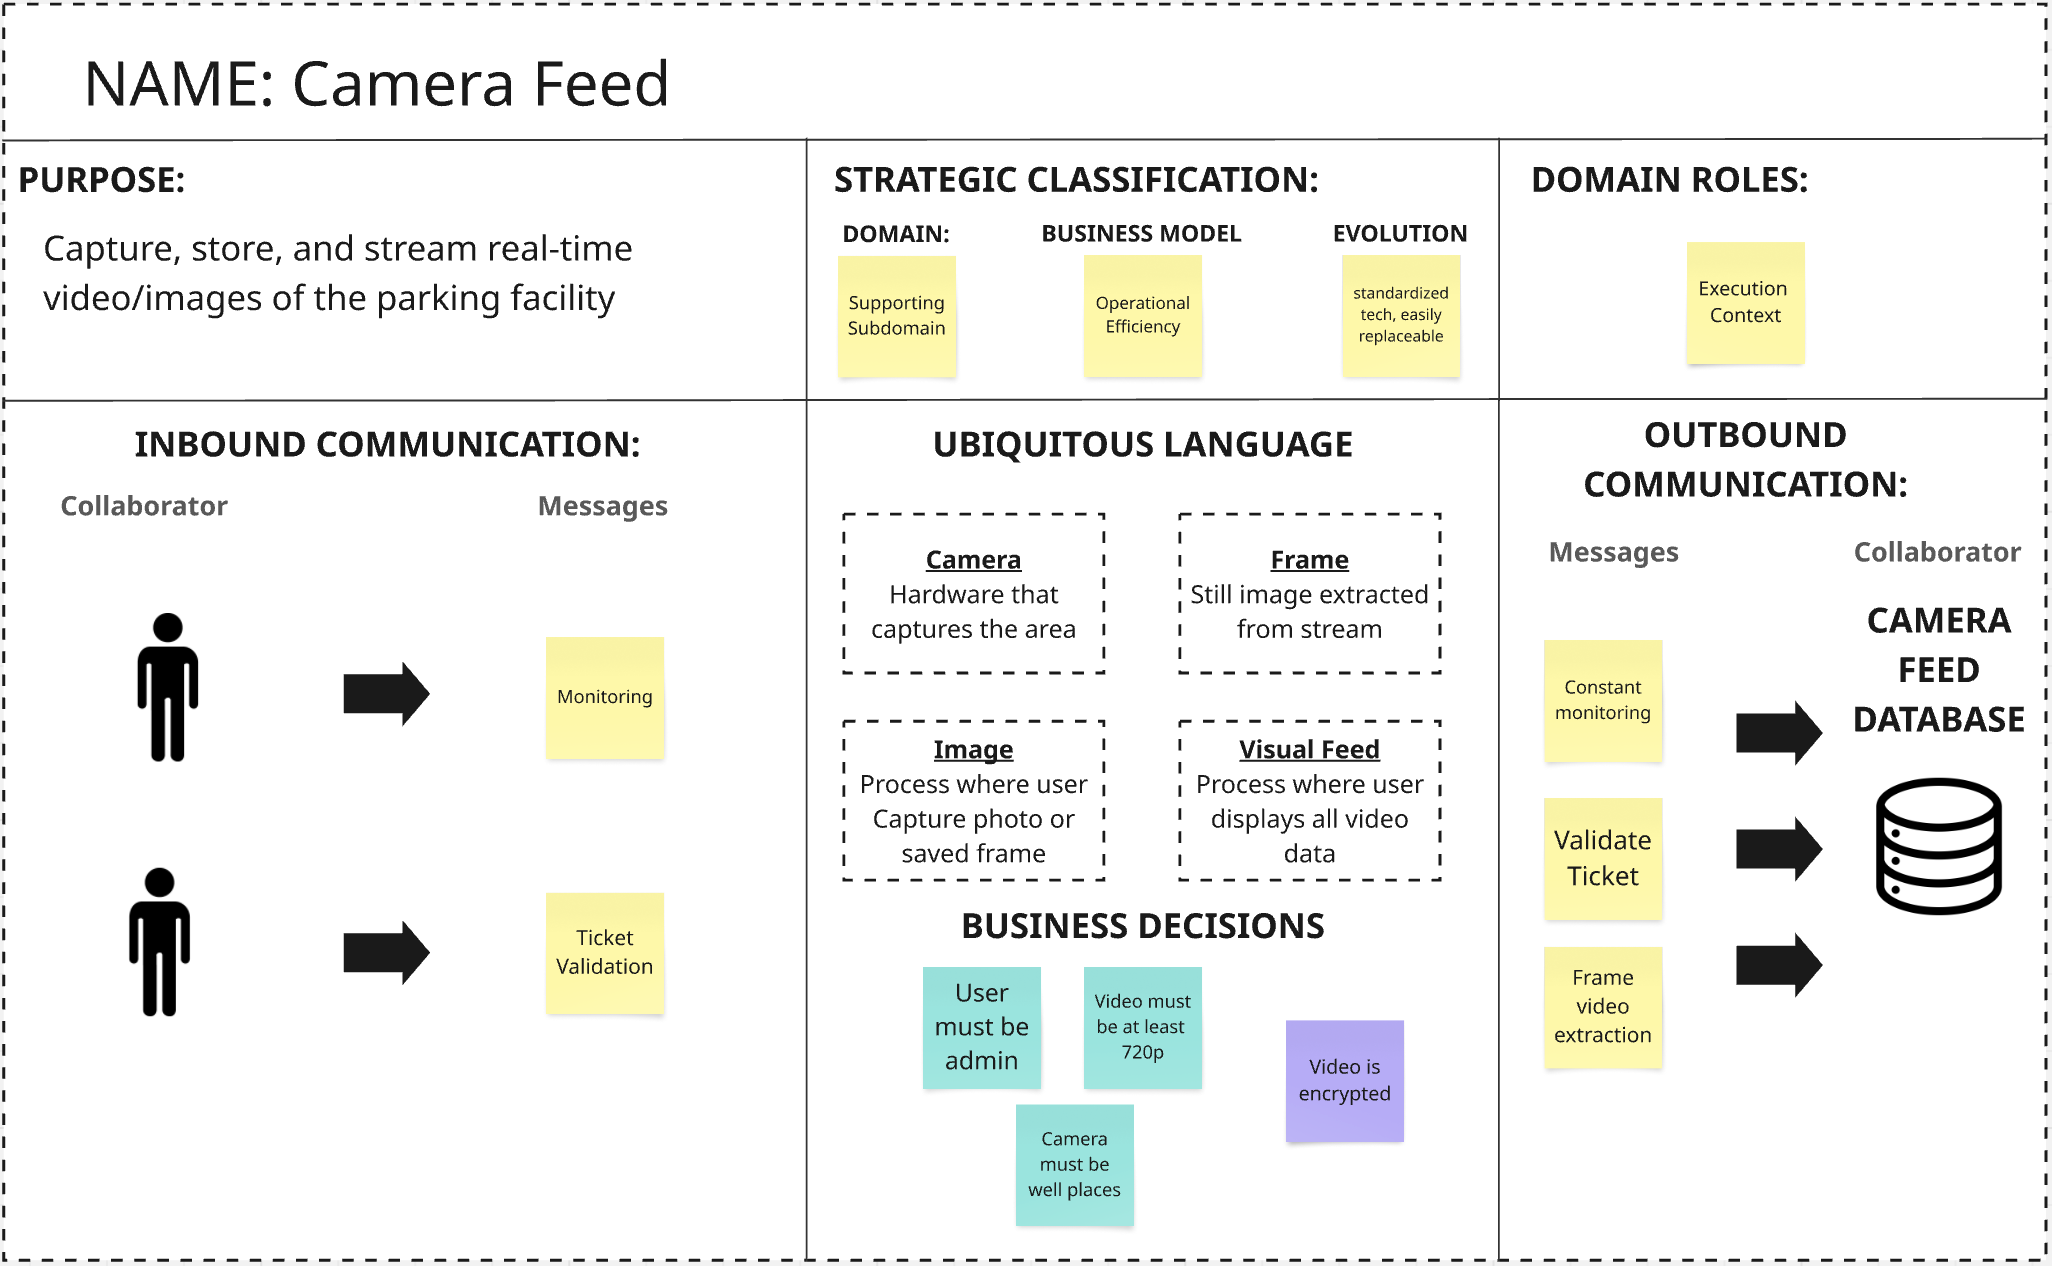 NAME: Camera Feed
PURPOSE:
Capture, store, and stream real-time
video/images of the parking facility
STRATEGIC CLASSIFICATION:
DOMAIN:
Supporting
Subdomain
BUSINESS MODEL
Operational
Efficiency
EVOLUTION
standardized
tech, easily
replaceable
DOMAIN ROLES:
Execution
Context
INBOUND COMMUNICATION:
Collaborator
Messages
Monitoring
Ticket
Validation
UBIQUITOUS LANGUAGE
Camera
Hardware that
captures the area
Frame
Still image extracted
from stream
Image
Process where user
Capture photo or
saved frame
Visual Feed
Process where user
displays all video
data
BUSINESS DECISIONS
User
must be
admin
Video must
be at least
720p
Video is
encrypted
Camera
must be
well places
OUTBOUND
COMMUNICATION:
Messages
Collaborator
Constant
monitoring
Validate
Ticket
Frame
video
extraction
CAMERA
FEED
DATABASE